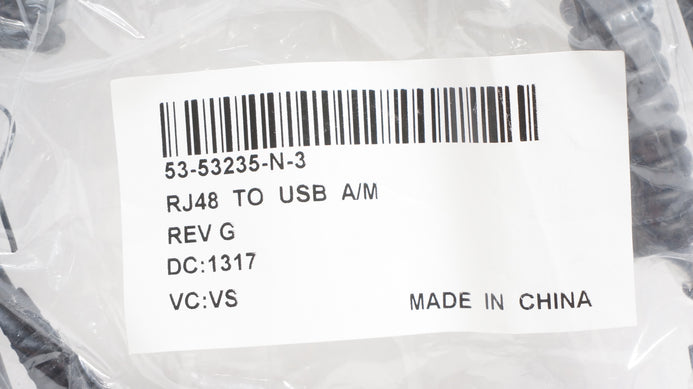 53-53235-N-3
RJ48 TO USB A/M
REV G
DC:1317
VC:VS MADE IN CHINA